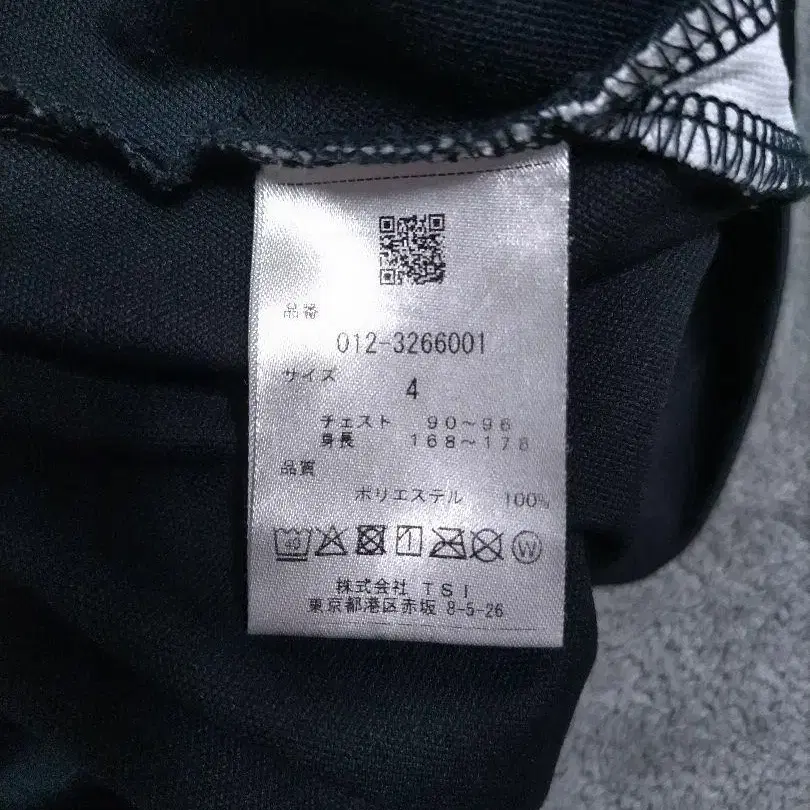 品番
012-3266001
サイズ
4
チェスト 90〜96
身長 168〜176
品質
ポリエステル 100%
40
W
株式会社 TSI
東京都港区赤坂 8-5-26